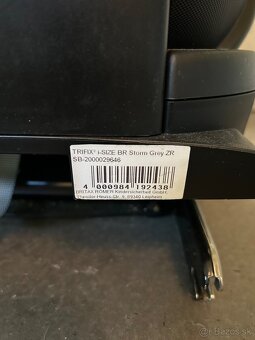 TRIFIX² i-SIZE BR Storm Grey ZR
SB-2000029646
4 000984 192438
BRITAX RÖMER Kindersicherheit GmbH,
Theodor-Heuss-Str. 9, 89340 Leipheim
bazos.sk